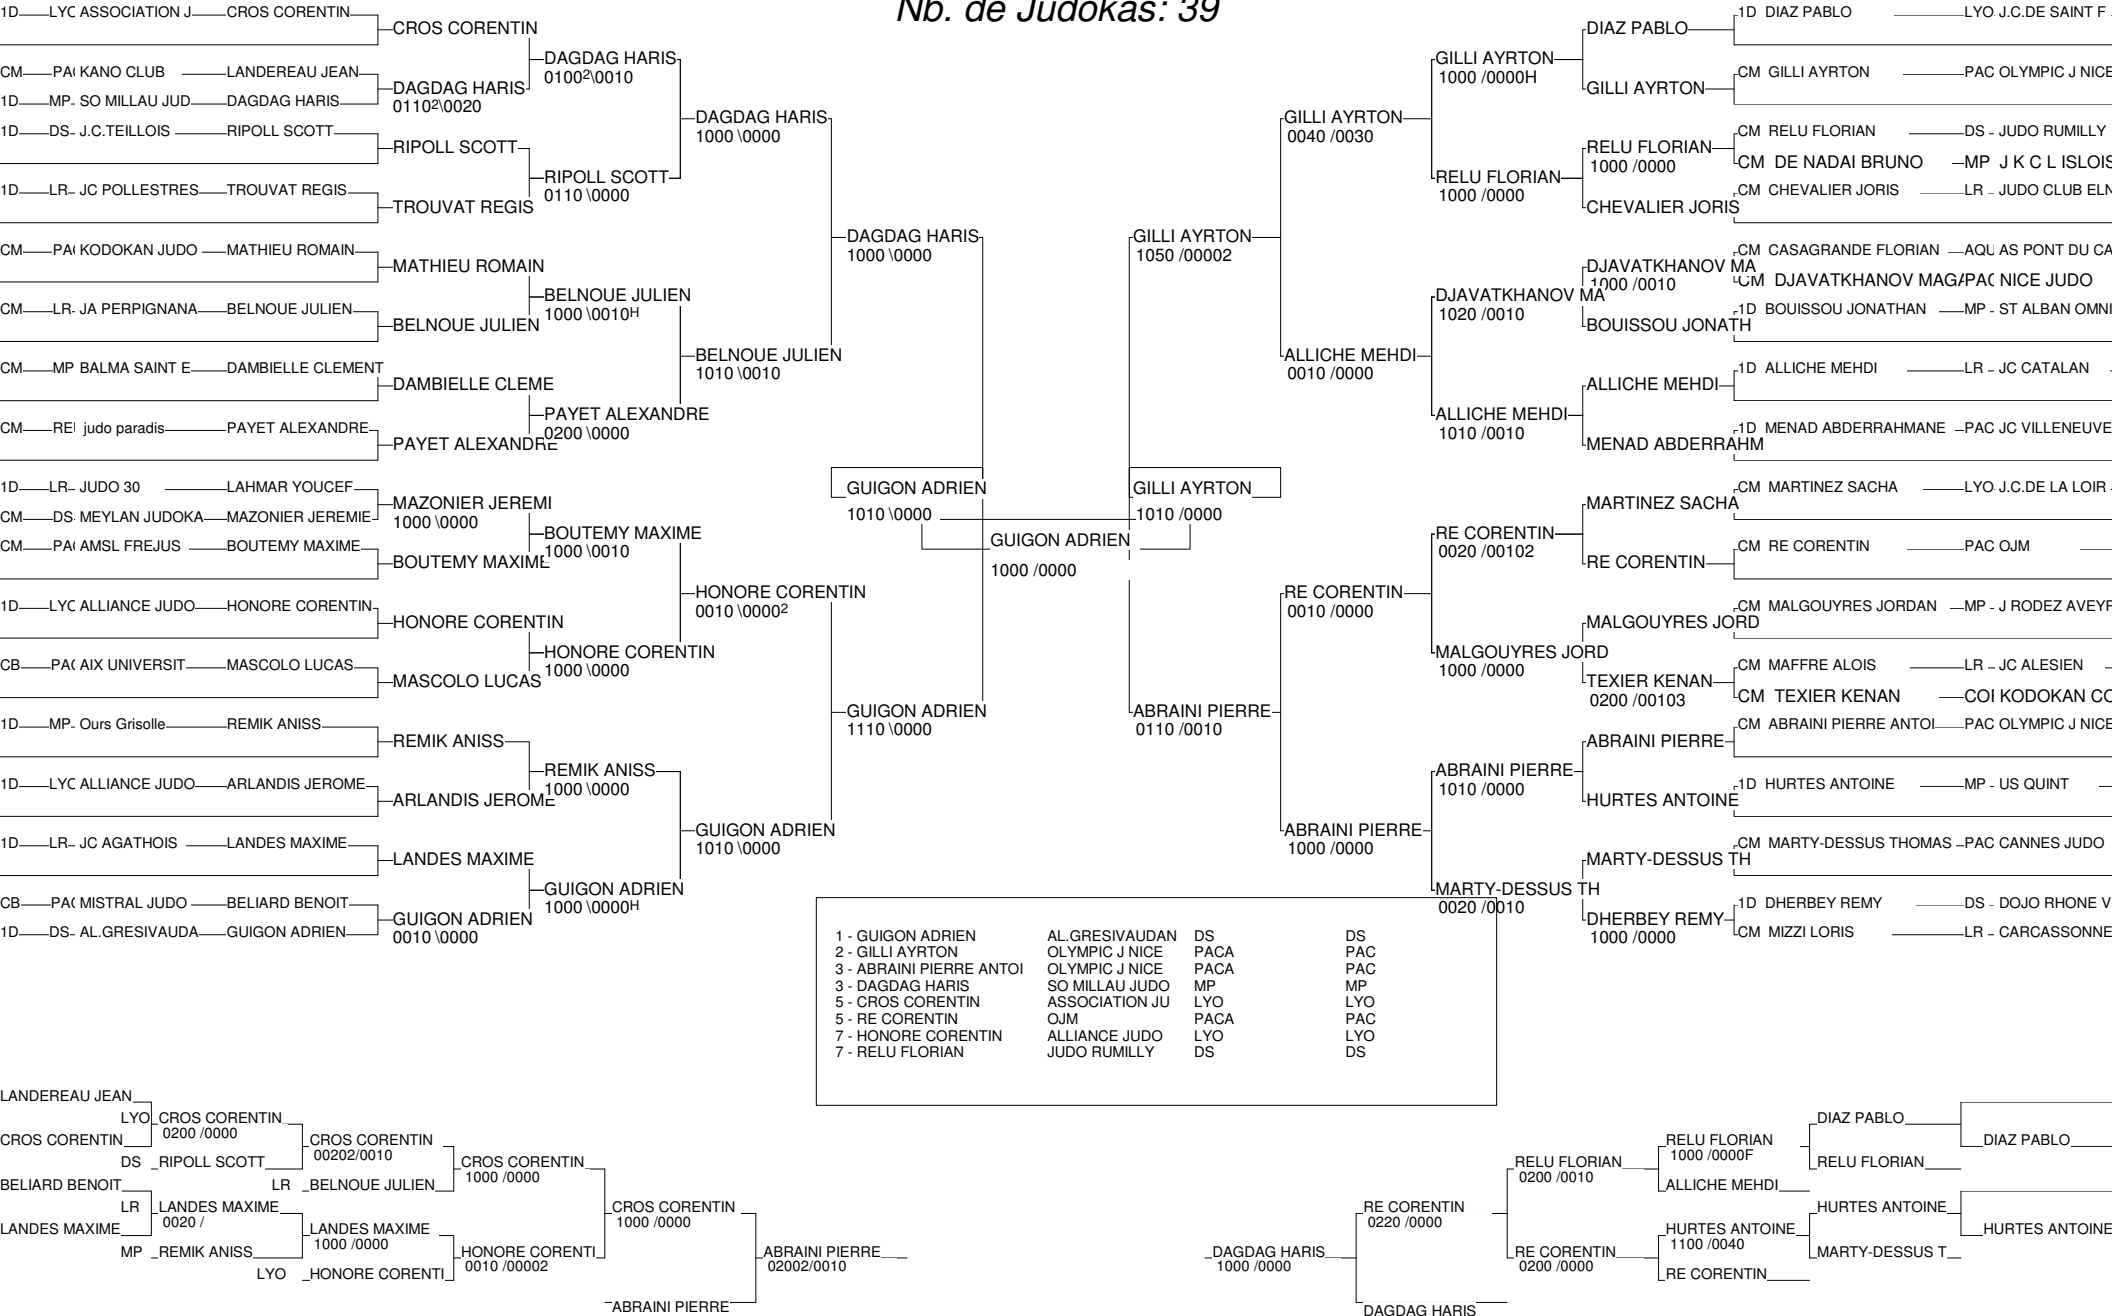 Nb. de Judokas: 39
1D LYO ASSOCIATION J CROS CORENTIN
CM PA KANO CLUB LANDEREAU JEAN
1D MP SO MILLAU JUD DAGDAG HARIS
1D DS J.C.TEILLOIS RIPOLL SCOTT
1D LR JC POLLESTRES TROUVAT REGIS
CM PA KODOKAN JUDO MATHIEU ROMAIN
CM LR JA PERPIGNANA BELNOUE JULIEN
CM MP BALMA SAINT E DAMBIELLE CLEMENT
CM RE judo paradis PAYET ALEXANDRE
1D LR JUDO 30 LAHMAR YOUCEF
CM DS MEYLAN JUDOKA MAZONIER JEREMIE
CM PA AMSL FREJUS BOUTEMY MAXIME
1D LYO ALLIANCE JUDO HONORE CORENTIN
CB PA AIX UNIVERSIT MASCOLO LUCAS
1D MP Ours Grisolle REMIK ANISS
1D LYO ALLIANCE JUDO ARLANDIS JEROME
1D LR JC AGATHOIS LANDES MAXIME
CB PA MISTRAL JUDO BELIARD BENOIT
1D DS AL.GRESIVAUDA GUIGON ADRIEN
CROS CORENTIN
DAGDAG HARIS
0110² \0020
RIPOLL SCOTT
TROUVAT REGIS
MATHIEU ROMAIN
BELNOUE JULIEN
DAMBIELLE CLEME
PAYET ALEXANDRE
MAZONIER JEREMI
1000 \0000
BOUTEMY MAXIME
HONORE CORENTIN
MASCOLO LUCAS
REMIK ANISS
ARLANDIS JEROME
LANDES MAXIME
GUIGON ADRIEN
0010 \0000
DAGDAG HARIS
0100² \0010
RIPOLL SCOTT
0110 \0000
BELNOUE JULIEN
1000 \0010H
PAYET ALEXANDRE
0200 \0000
BOUTEMY MAXIME
1000 \0010
HONORE CORENTIN
1000 \0000
REMIK ANISS
1000 \0000
GUIGON ADRIEN
1000 \0000H
DAGDAG HARIS
1000 \0000
BELNOUE JULIEN
1010 \0010
HONORE CORENTIN
0010 \0000²
GUIGON ADRIEN
1010 \0000
DAGDAG HARIS
1000 \0000
GUIGON ADRIEN
1110 \0000
GUIGON ADRIEN
1010 \0000
GUIGON ADRIEN
1000 /0000
GILLI AYRTON
1010 /0000
GILLI AYRTON
1050 /00002
ABRAINI PIERRE
0110 /0010
GILLI AYRTON
0040 /0030
ALLICHE MEHDI
0010 /0000
RE CORENTIN
0010 /0000
ABRAINI PIERRE
1000 /0000
GILLI AYRTON
1000 /0000H
RELU FLORIAN
1000 /0000
DJAVATKHANOV MA
1020 /0010
ALLICHE MEHDI
1010 /0010
RE CORENTIN
0020 /00102
MALGOUYRES JORD
1000 /0000
ABRAINI PIERRE
1010 /0000
MARTY-DESSUS TH
0020 /0010
DIAZ PABLO
GILLI AYRTON
RELU FLORIAN
1000 /0000
CHEVALIER JORIS
DJAVATKHANOV MA
1000 /0010
BOUISSOU JONATH
ALLICHE MEHDI
MENAD ABDERRAHM
MARTINEZ SACHA
RE CORENTIN
MALGOUYRES JORD
TEXIER KENAN
0200 /00103
ABRAINI PIERRE
HURTES ANTOINE
MARTY-DESSUS TH
DHERBEY REMY
1000 /0000
1D DIAZ PABLO LYO J.C.DE SAINT F
CM GILLI AYRTON PAC OLYMPIC J NICE
CM RELU FLORIAN DS - JUDO RUMILLY
CM DE NADAI BRUNO MP J K C L ISLOIS
CM CHEVALIER JORIS LR - JUDO CLUB ELN
CM CASAGRANDE FLORIAN AQU AS PONT DU CA
CM DJAVATKHANOV MAGA PAC NICE JUDO
1D BOUISSOU JONATHAN MP - ST ALBAN OMNI
1D ALLICHE MEHDI LR - JC CATALAN
1D MENAD ABDERRAHMANE PAC JC VILLENEUVE
CM MARTINEZ SACHA LYO J.C.DE LA LOIR
CM RE CORENTIN PAC OJM
CM MALGOUYRES JORDAN MP - J RODEZ AVEYR
CM MAFFRE ALOIS LR - JC ALESIEN
CM TEXIER KENAN COI KODOKAN CO
CM ABRAINI PIERRE ANTOI PAC OLYMPIC J NICE
1D HURTES ANTOINE MP - US QUINT
CM MARTY-DESSUS THOMAS PAC CANNES JUDO
1D DHERBEY REMY DS - DOJO RHONE V
CM MIZZI LORIS LR - CARCASSONNE
1 - GUIGON ADRIEN AL.GRESIVAUDAN DS DS
2 - GILLI AYRTON OLYMPIC J NICE PACA PAC
3 - ABRAINI PIERRE ANTOI OLYMPIC J NICE PACA PAC
3 - DAGDAG HARIS SO MILLAU JUDO MP MP
5 - CROS CORENTIN ASSOCIATION JU LYO LYO
5 - RE CORENTIN OJM PACA PAC
7 - HONORE CORENTIN ALLIANCE JUDO LYO LYO
7 - RELU FLORIAN JUDO RUMILLY DS DS
LANDEREAU JEAN
CROS CORENTIN
BELIARD BENOIT
LANDES MAXIME
LYO CROS CORENTIN
0200 /0000
DS RIPOLL SCOTT
LR LANDES MAXIME
0020 /
MP REMIK ANISS
CROS CORENTIN
00202/0010
LR BELNOUE JULIEN
LANDES MAXIME
1000 /0000
LYO HONORE CORENTI
CROS CORENTIN
1000 /0000
HONORE CORENTI
0010 /00002
CROS CORENTIN
1000 /0000
ABRAINI PIERRE
ABRAINI PIERRE
02002/0010
DAGDAG HARIS
1000 /0000
RE CORENTIN
0220 /0000
DAGDAG HARIS
RELU FLORIAN
0200 /0010
RE CORENTIN
0200 /0000
RELU FLORIAN
1000 /0000F
ALLICHE MEHDI
HURTES ANTOINE
1100 /0040
RE CORENTIN
DIAZ PABLO
RELU FLORIAN
HURTES ANTOINE
MARTY-DESSUS T
DIAZ PABLO
HURTES ANTOINE